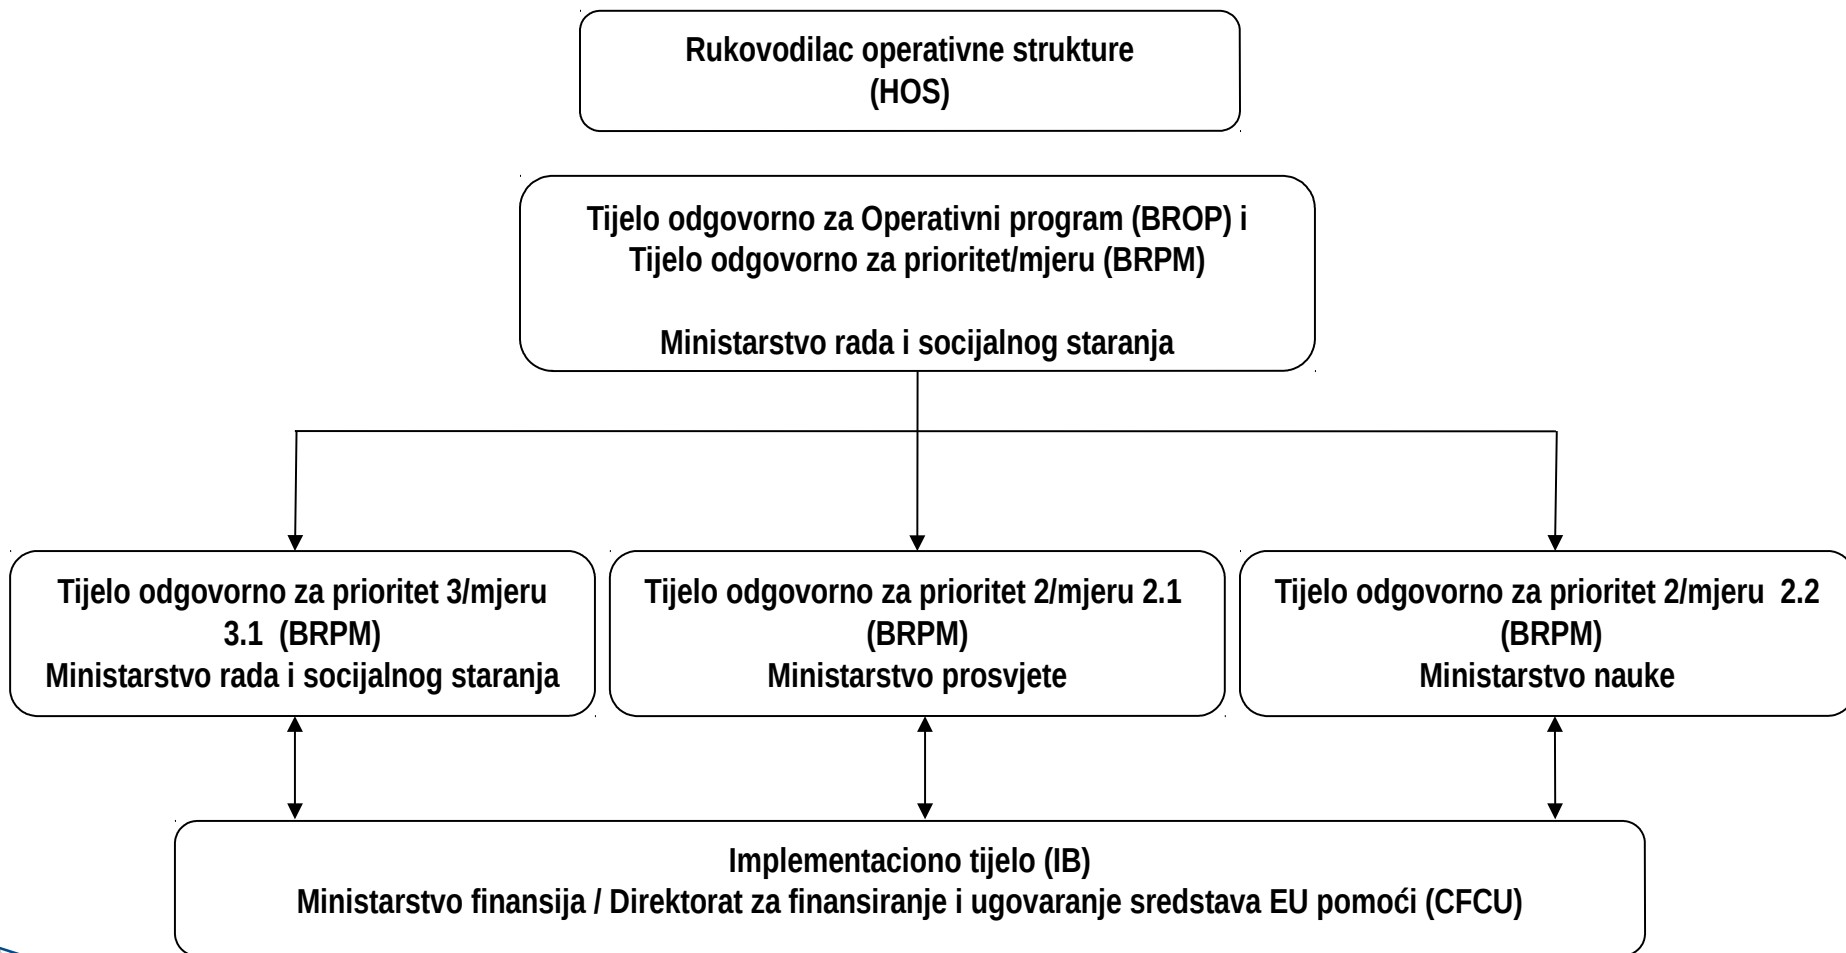 Rukovodilac operativne strukture
(HOS)
Tijelo odgovorno za Operativni program (BROP) i
Tijelo odgovorno za prioritet/mjeru (BRPM)
Ministarstvo rada i socijalnog staranja
Tijelo odgovorno za prioritet 3/mjeru
3.1 (BRPM)
Ministarstvo rada i socijalnog staranja
Tijelo odgovorno za prioritet 2/mjeru 2.1
(BRPM)
Ministarstvo prosvjete
Tijelo odgovorno za prioritet 2/mjeru 2.2
(BRPM)
Ministarstvo nauke
Implementaciono tijelo (IB)
Ministarstvo finansija / Direktorat za finansiranje i ugovaranje sredstava EU pomoći (CFCU)